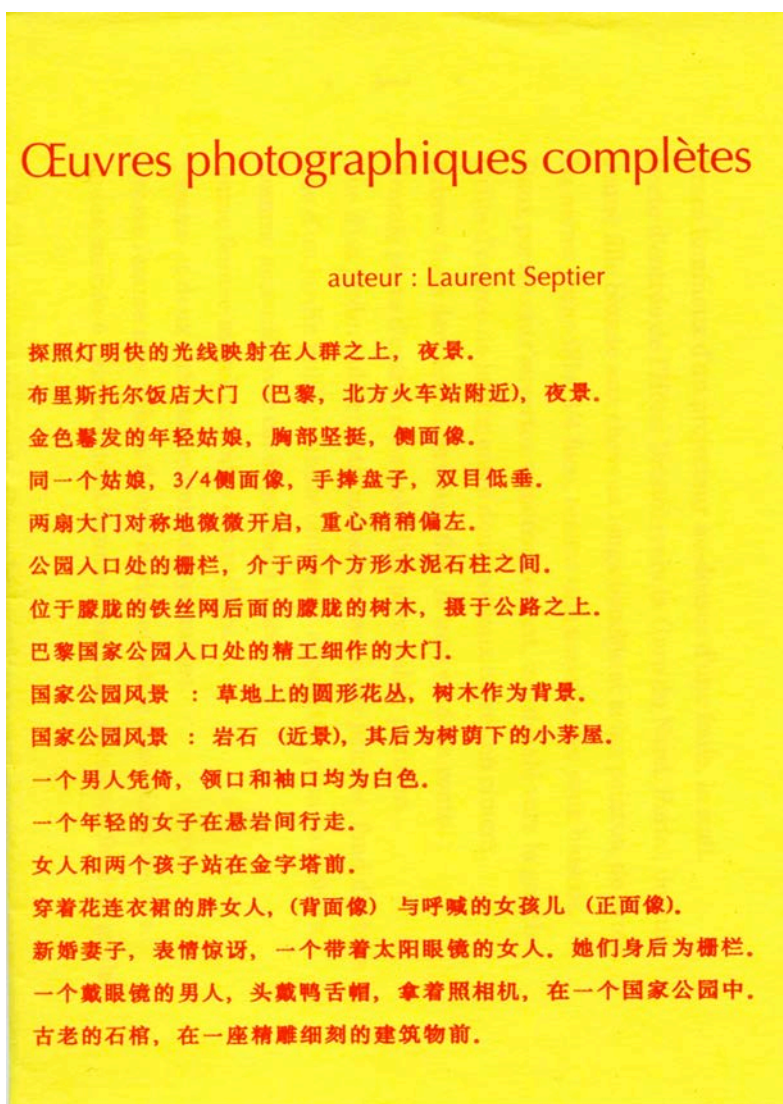 Œuvres photographiques complètes
auteur : Laurent Septier
探照灯明快的光线映射在人群之上, 夜景.
布里斯托尔饭店大门 (巴黎, 北方火车站附近), 夜景.
金色鬈发的年轻姑娘, 胸部坚挺, 侧面像.
同一个姑娘, 3/4侧面像, 手捧盘子, 双目低垂.
两扇大门对称地微微开启, 重心稍稍偏左.
公园入口处的栅栏, 介于两个方形水泥石柱之间.
位于朦胧的铁丝网后面的朦胧的树木, 摄于公路之上.
巴黎国家公园入口处的精工细作的大门.
国家公园风景 : 草地上的圆形花丛, 树木作为背景.
国家公园风景 : 岩石 (近景), 其后为树荫下的小茅屋.
一个男人凭倚, 领口和袖口均为白色.
一个年轻的女子在悬岩间行走.
女人和两个孩子站在金字塔前.
穿着花连衣裙的胖女人, (背面像) 与呼喊的女孩儿 (正面像).
新婚妻子, 表情惊讶, 一个带着太阳眼镜的女人. 她们身后为栅栏.
一个戴眼镜的男人, 头戴鸭舌帽, 拿着照相机, 在一个国家公园中.
古老的石棺, 在一座精雕细刻的建筑物前.